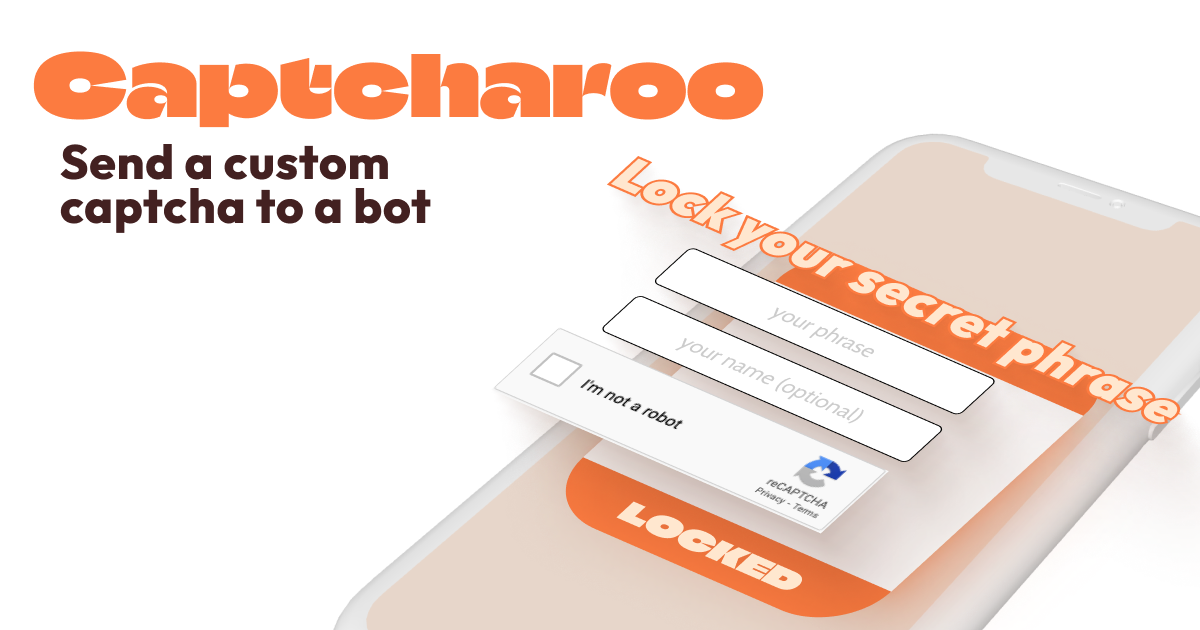 Captcharoo
Send a custom
captcha to a bot
Lock your secret phrase
your phrase
your name (optional)
I'm not a robot
reCAPTCHA
Privacy - Terms
LOCKED